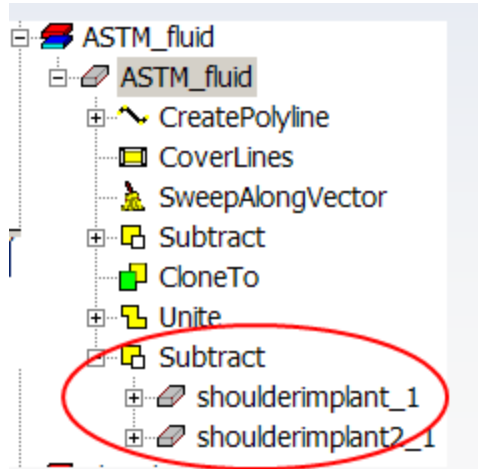 ASTM_fluid
ASTM_fluid
CreatePolyline
CoverLines
SweepAlongVector
Subtract
CloneTo
Unite
Subtract
shoulderimplant_1
shoulderimplant2_1